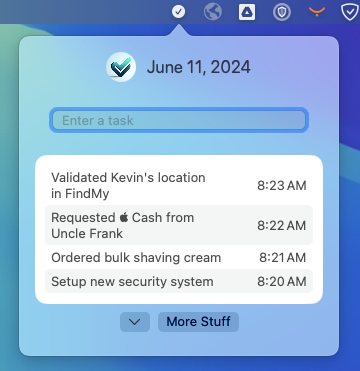 June 11, 2024
Enter a task
Validated Kevin's location
in FindMy
8:23 AM
Requested  Cash from
Uncle Frank
8:22 AM
Ordered bulk shaving cream 8:21 AM
Setup new security system 8:20 AM
More Stuff